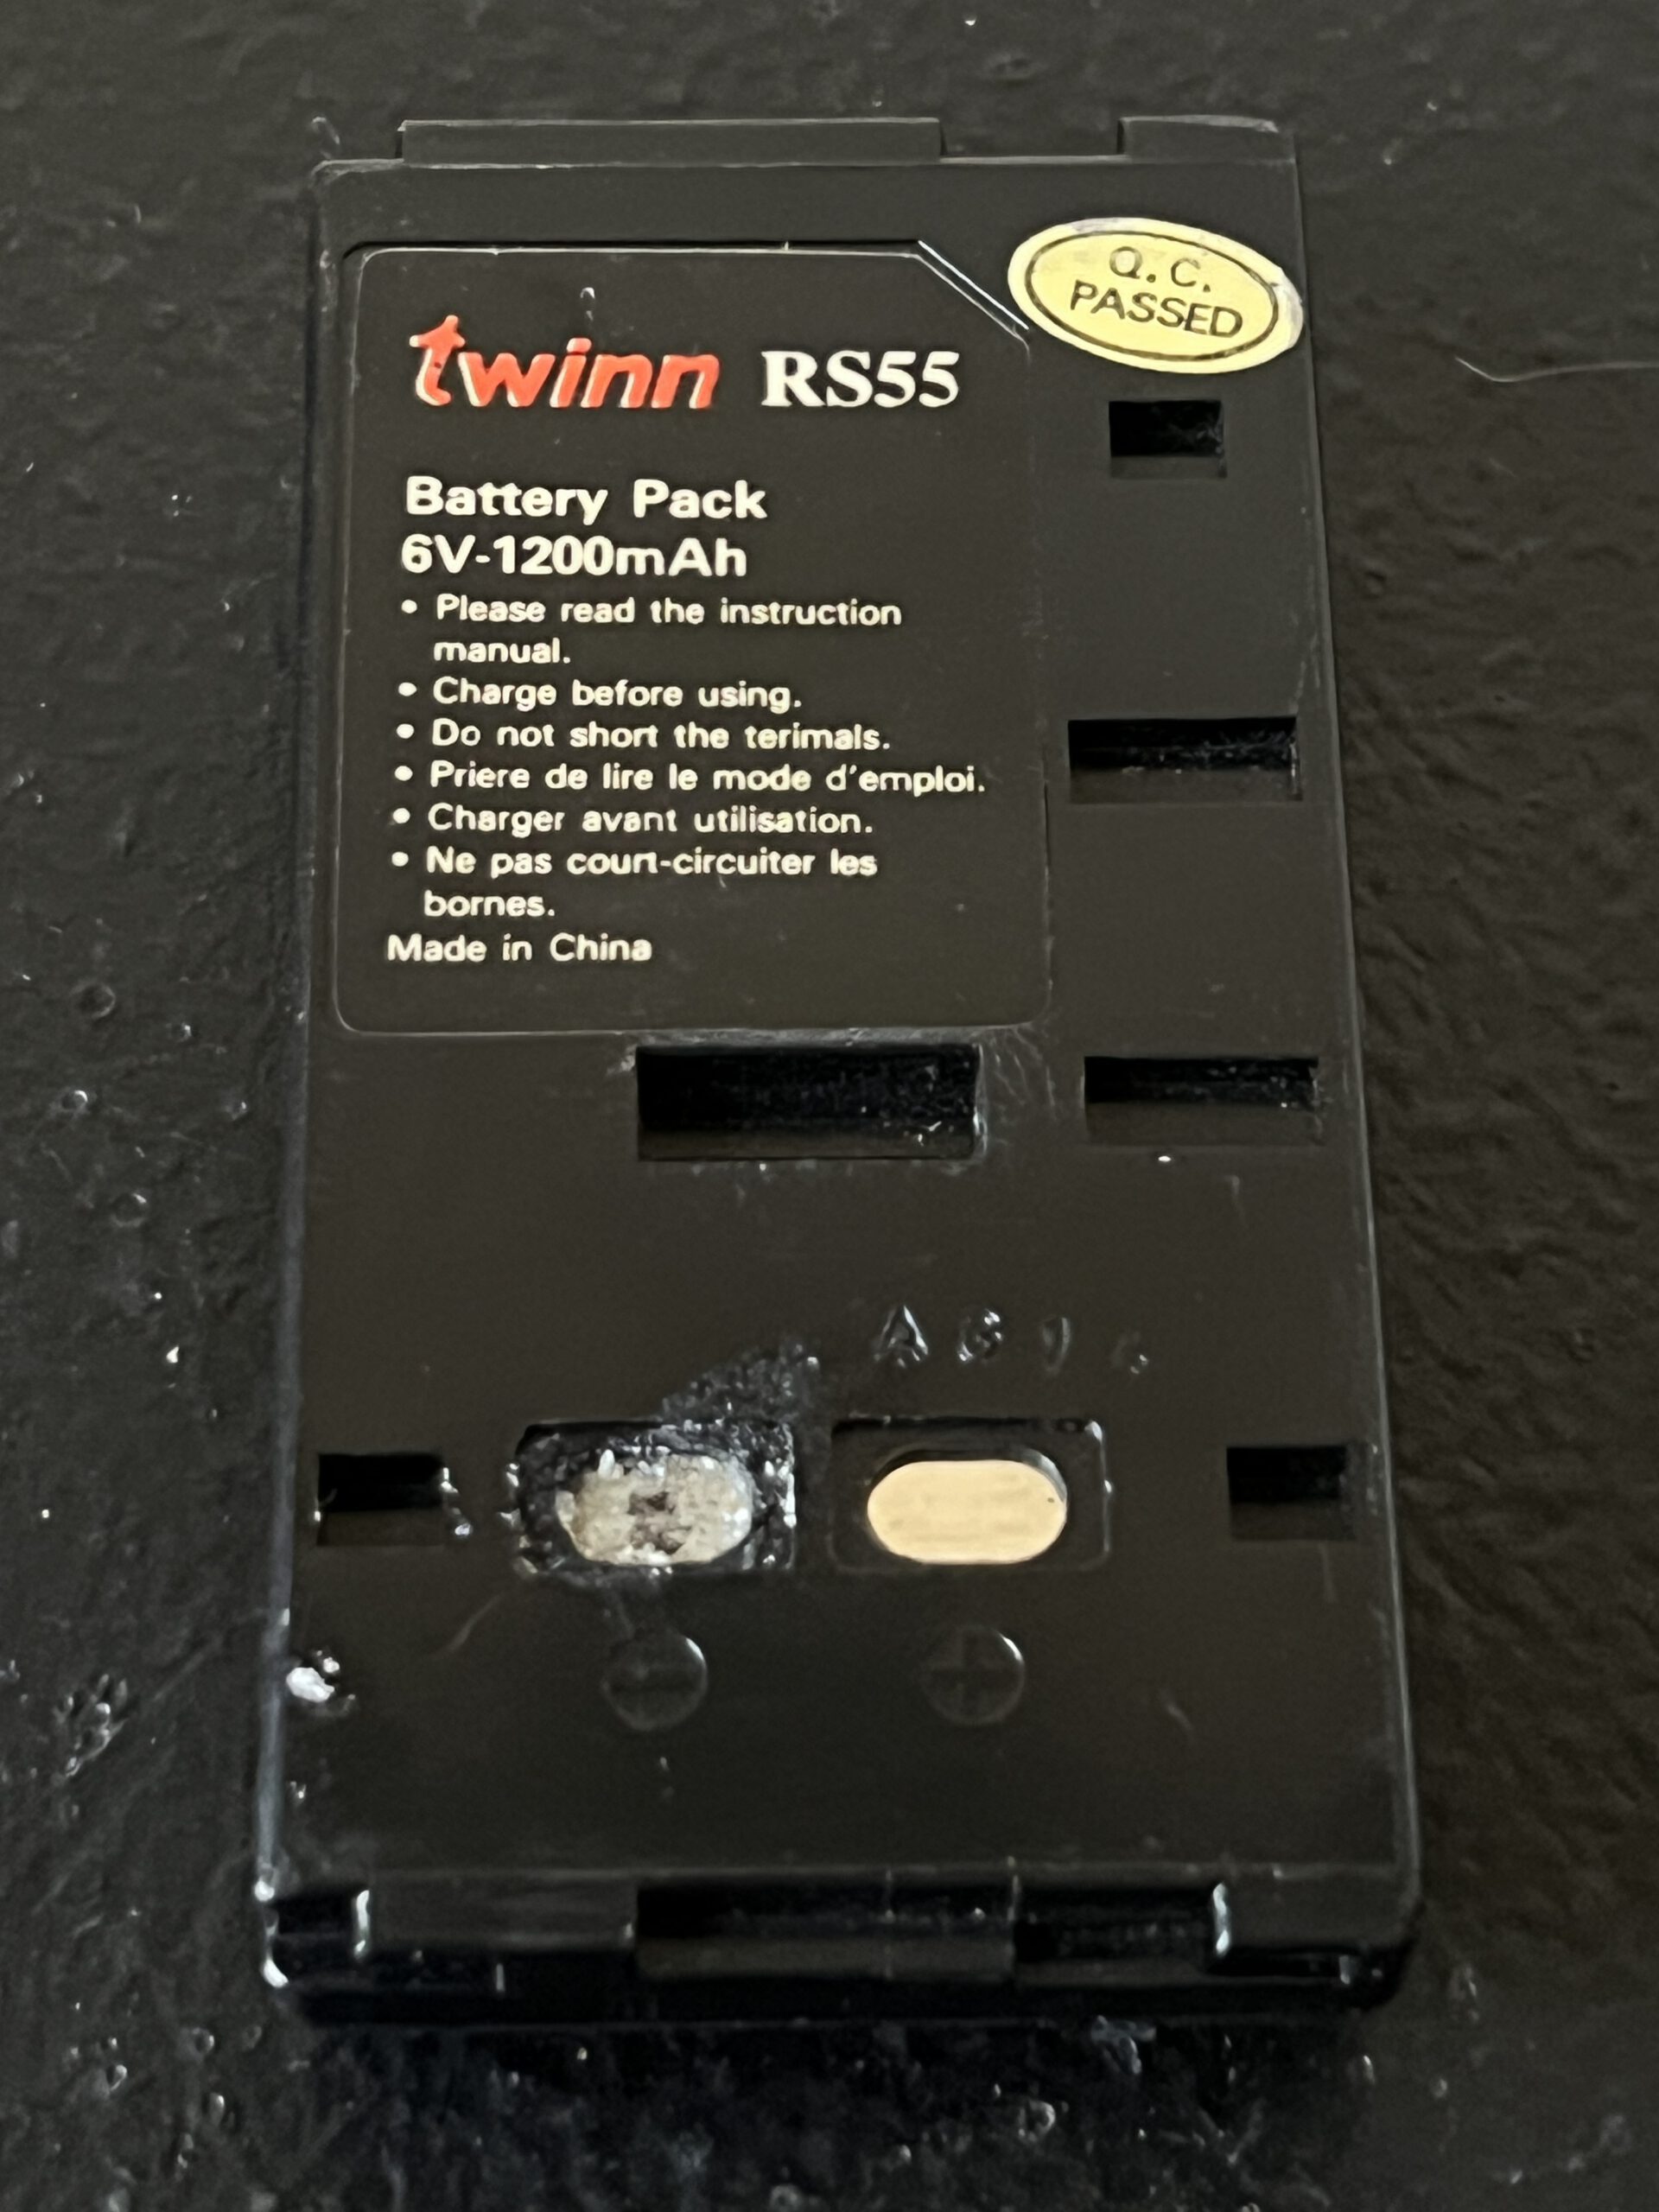 Q. C.
PASSED
twinn RS55
Battery Pack
6V-1200mAh
• Please read the instruction
manual.
• Charge before using.
• Do not short the terimals.
• Priere de lire le mode d'emploi.
• Charger avant utilisation.
• Ne pas court-circuiter les
bornes.
Made in China
− +